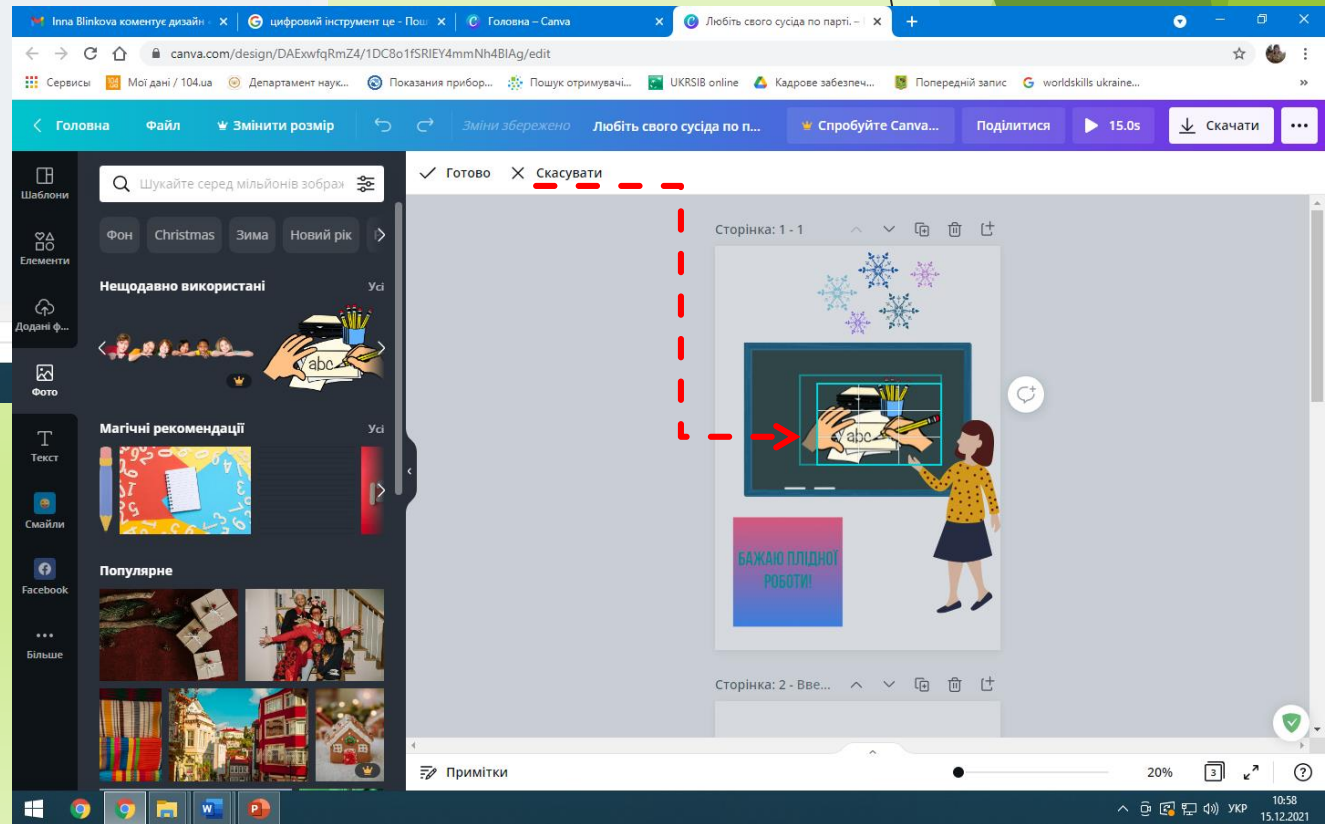 Inna Blinkova коментує дизайн
цифровий інструмент це - Пош
Головна – Canva
Любіть свого сусіда по парті. –
canva.com/design/DAExwfqRmZ4/1DC8o1fSRlEY4mmNh4BlAg/edit
Сервисы
Мої дані / 104.ua
Департамент наук...
Показания прибор...
Пошук отримувачі...
UKRSIB online
Кадрове забезпеч...
Попередній запис
worldskills ukraine...
Головна
Файл
Змінити розмір
Зміни збережено
Любіть свого сусіда по п...
Спробуйте Canva...
Поділитися
15.0s
Скачати
Шаблони
Елементи
Додані ф...
Фото
Текст
Смайли
Facebook
Більше
Шукайте серед мільйонів зображ
Фон
Christmas
Зима
Новий рік
Нещодавно використані
Усі
abc
Магічні рекомендації
Усі
Популярне
Готово
Скасувати
Сторінка: 1 - 1
abc
БАЖАЮ ПЛІДНОЇ
РОБОТИ!
Сторінка: 2 - Вве...
Примітки
20%
3
УКР
10:58
15.12.2021